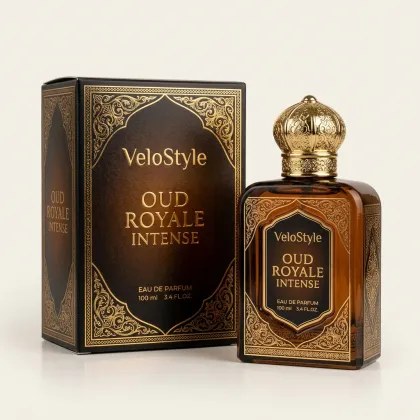 VeloStyle
OUD
ROYALE
INTENSE
EAU DE PARFUM
100 ml 3.4 FL.OZ.
VeloStyle
OUD
ROYALE
INTENSE
EAU DE PARFUM
100 ml 3.4 FL.OZ.